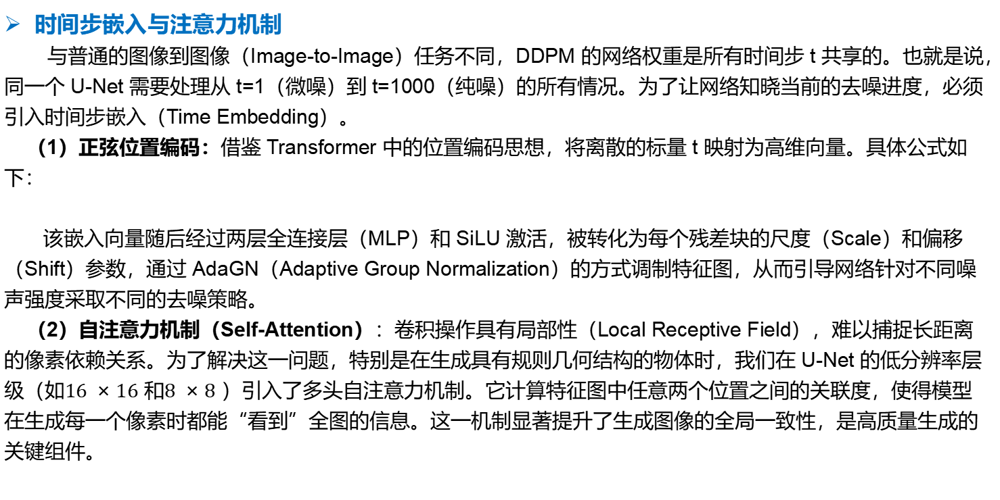 ➢ 时间步嵌入与注意力机制
与普通的图像到图像（Image-to-Image）任务不同，DDPM 的网络权重是所有时间步 t 共享的。也就是说，
同一个 U-Net 需要处理从 t=1（微噪）到 t=1000（纯噪）的所有情况。为了让网络知晓当前的去噪进度，必须
引入时间步嵌入（Time Embedding）。
（1）正弦位置编码：借鉴 Transformer 中的位置编码思想，将离散的标量 t 映射为高维向量。具体公式如
下：
该嵌入向量随后经过两层全连接层（MLP）和 SiLU 激活，被转化为每个残差块的尺度（Scale）和偏移
（Shift）参数，通过 AdaGN（Adaptive Group Normalization）的方式调制特征图，从而引导网络针对不同噪
声强度采取不同的去噪策略。
（2）自注意力机制（Self-Attention）：卷积操作具有局部性（Local Receptive Field），难以捕捉长距离
的像素依赖关系。为了解决这一问题，特别是在生成具有规则几何结构的物体时，我们在 U-Net 的低分辨率层
级（如16 × 16 和8 × 8 ）引入了多头自注意力机制。它计算特征图中任意两个位置之间的关联度，使得模型
在生成每一个像素时都能“看到”全图的信息。这一机制显著提升了生成图像的全局一致性，是高质量生成的
关键组件。